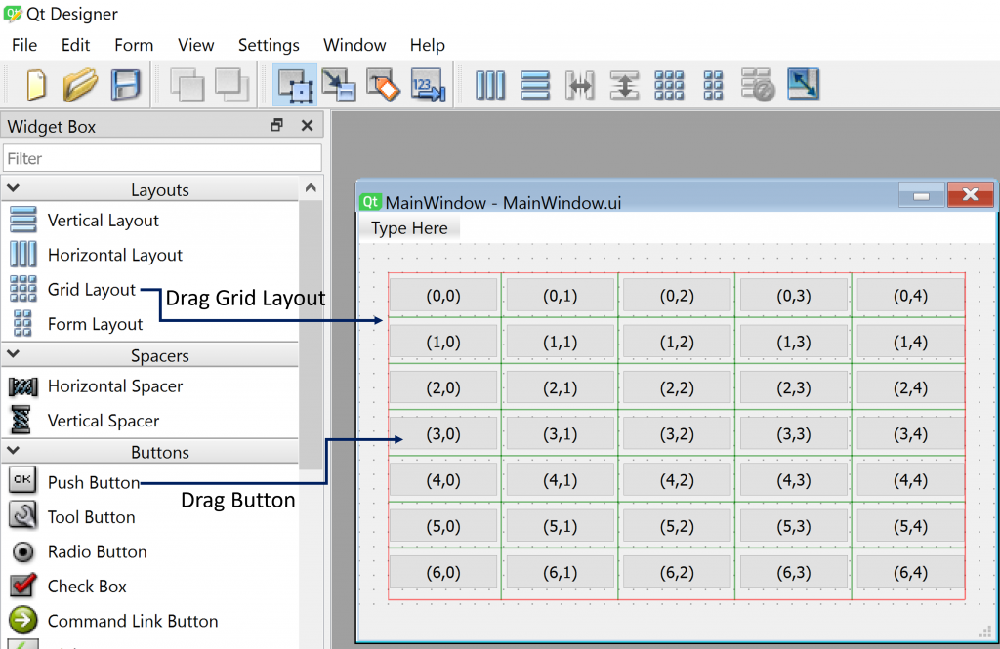 Qt Designer
File Edit Form View Settings Window Help
123
Widget Box
Filter
Layouts
Vertical Layout
Horizontal Layout
Grid Layout
Form Layout
Spacers
Horizontal Spacer
Vertical Spacer
Buttons
OK Push Button
Tool Button
Radio Button
Check Box
Command Link Button
Drag Grid Layout
Drag Button
Qt MainWindow - MainWindow.ui
Type Here
(0,0) (0,1) (0,2) (0,3) (0,4)
(1,0) (1,1) (1,2) (1,3) (1,4)
(2,0) (2,1) (2,2) (2,3) (2,4)
(3,0) (3,1) (3,2) (3,3) (3,4)
(4,0) (4,1) (4,2) (4,3) (4,4)
(5,0) (5,1) (5,2) (5,3) (5,4)
(6,0) (6,1) (6,2) (6,3) (6,4)